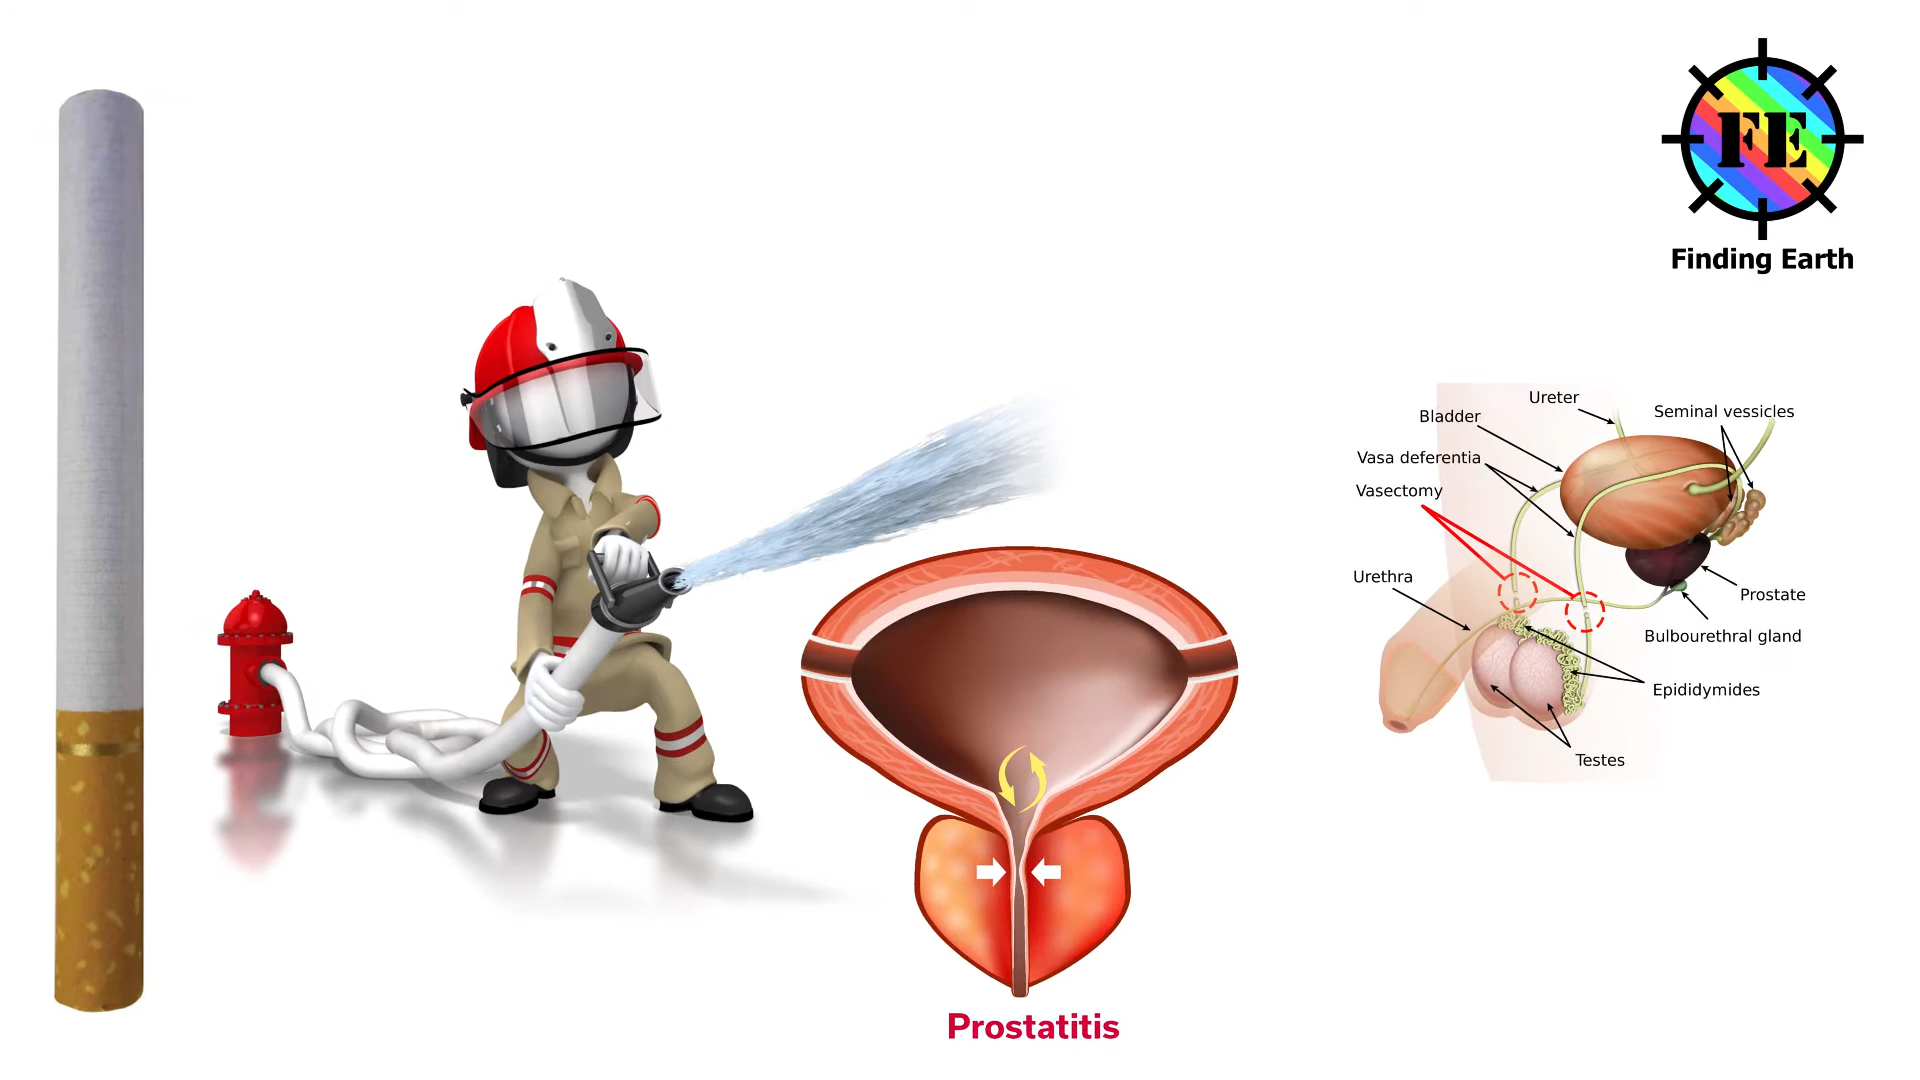 FE
Finding Earth
Ureter
Bladder
Seminal vessicles
Vasa deferentia
Vasectomy
Urethra
Prostate
Bulbourethral gland
Epididymides
Testes
Prostatitis